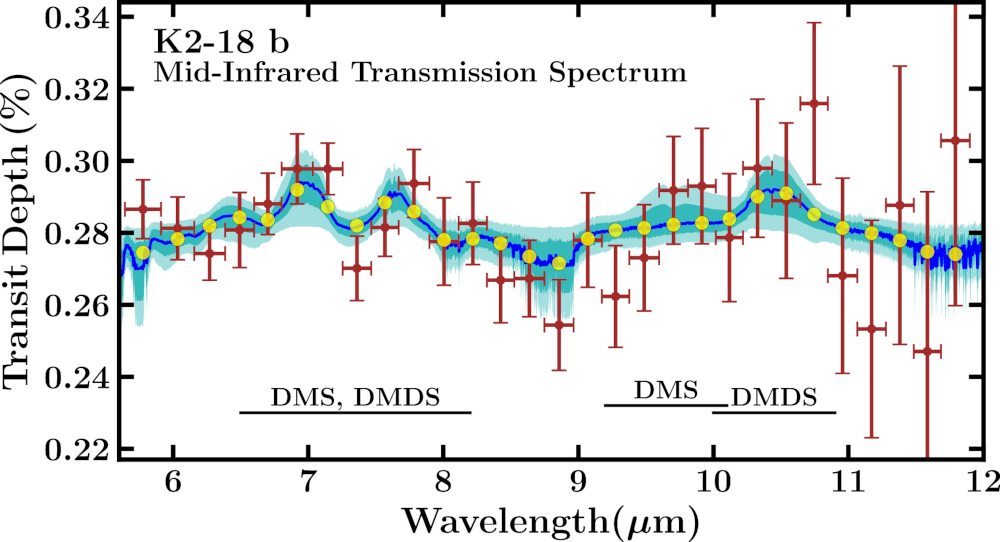 K2-18 b
Mid-Infrared Transmission Spectrum
Transit Depth (%)
0.34
0.32
0.30
0.28
0.26
0.24
0.22
DMS, DMDS
DMS
DMDS
6 7 8 9 10 11 12
Wavelength(μm)